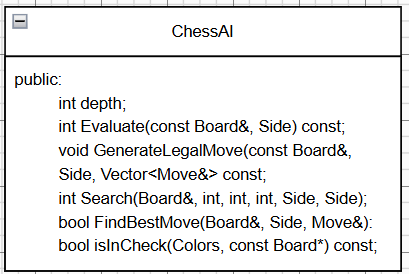 ChessAI
public:
int depth;
int Evaluate(const Board&, Side) const;
void GenerateLegalMove(const Board&,
Side, Vector<Move&> const;
int Search(Board&, int, int, int, Side, Side);
bool FindBestMove(Board&, Side, Move&):
bool isInCheck(Colors, const Board*) const;